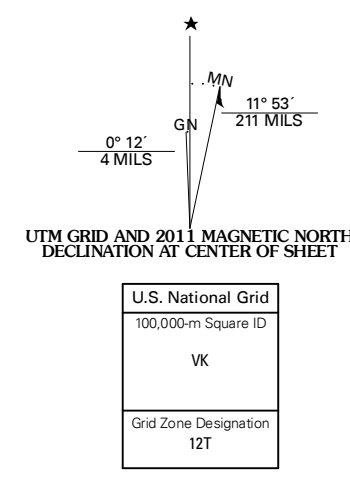 MN
11° 53´
211 MILS
GN
0° 12´
4 MILS
UTM GRID AND 2011 MAGNETIC NORTH
DECLINATION AT CENTER OF SHEET
U.S. National Grid
100,000-m Square ID
VK
Grid Zone Designation
12T